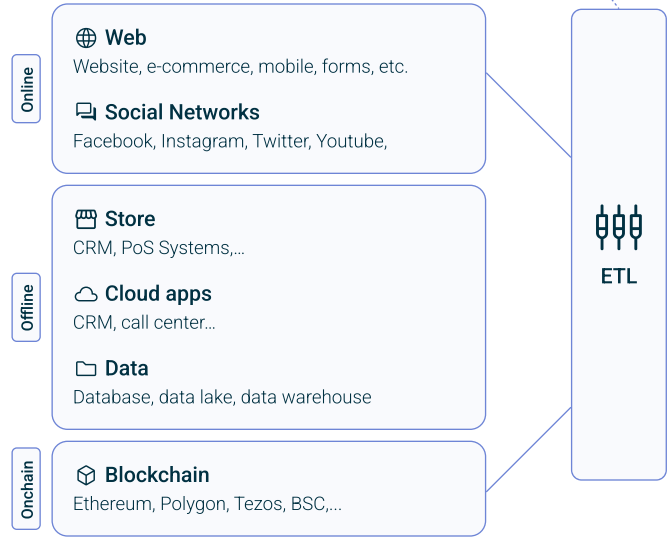 Online
Web
Website, e-commerce, mobile, forms, etc.
Social Networks
Facebook, Instagram, Twitter, Youtube,
Offline
Store
CRM, PoS Systems,...
Cloud apps
CRM, call center...
Data
Database, data lake, data warehouse
Onchain
Blockchain
Ethereum, Polygon, Tezos, BSC,...
ETL